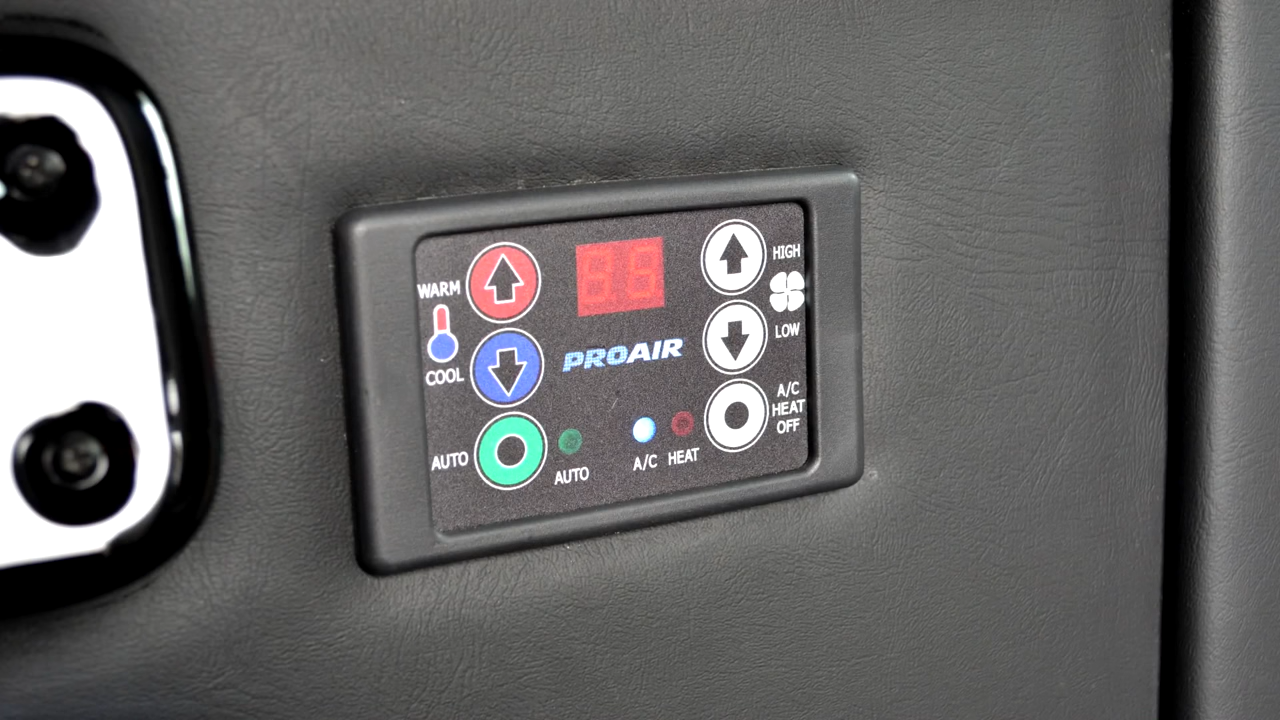 WARM
COOL
AUTO
AUTO
PROAIR
A/C HEAT
HIGH
LOW
A/C
HEAT
OFF